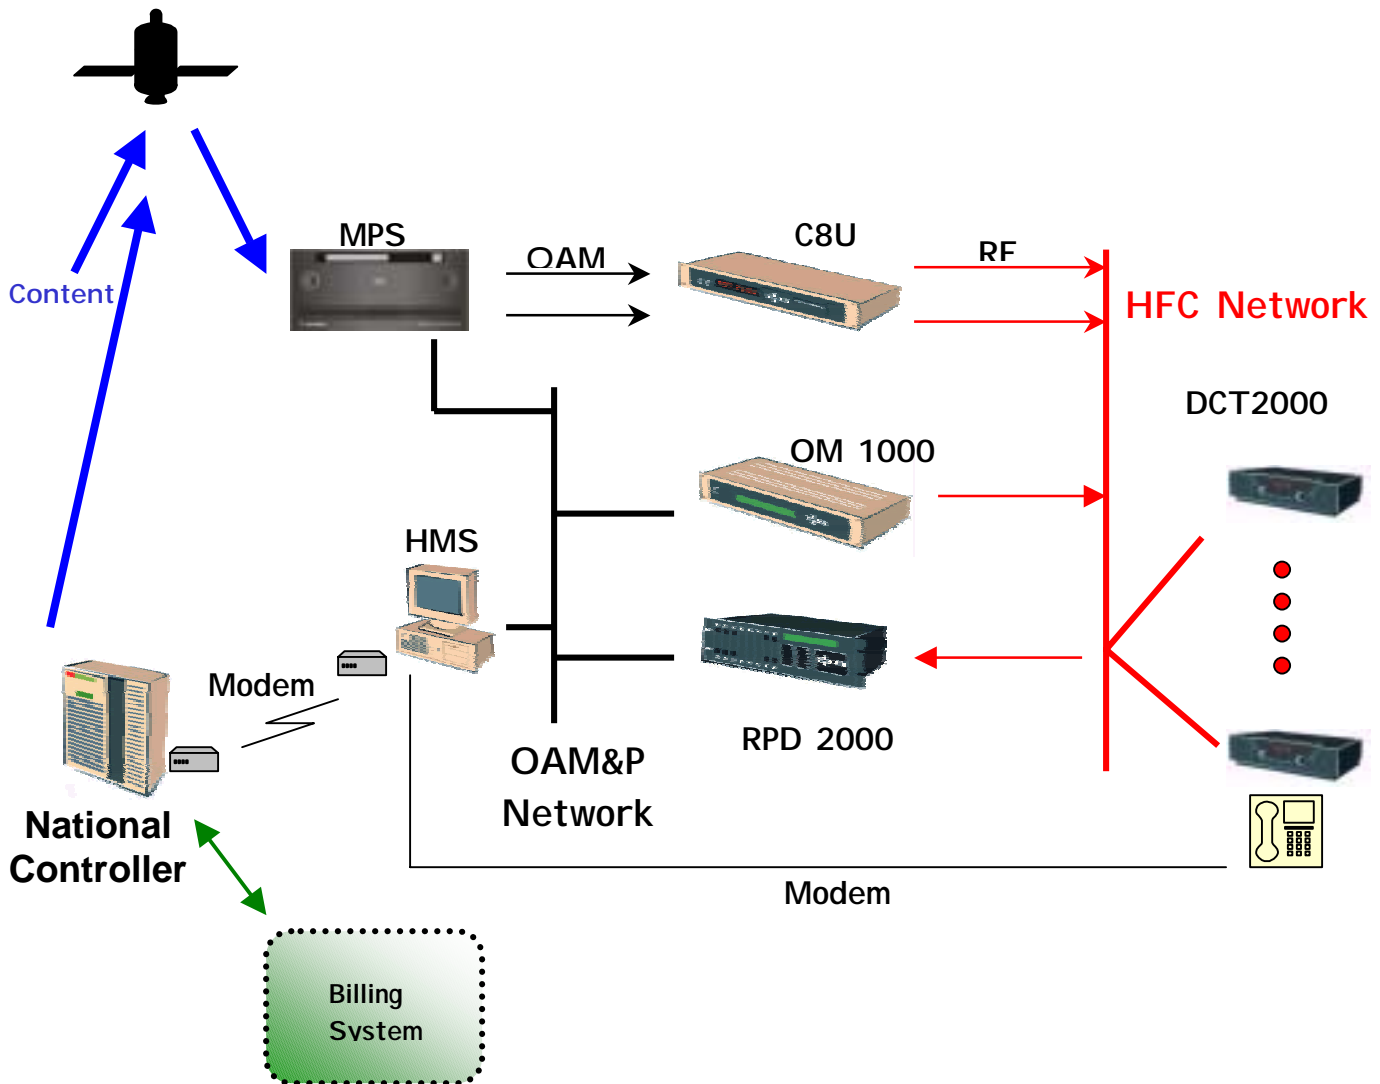 MPS
QAM
C8U
RF
HFC Network
Content
DCT2000
OM 1000
HMS
Modem
RPD 2000
OAM&P
Network
National
Controller
Modem
Billing
System